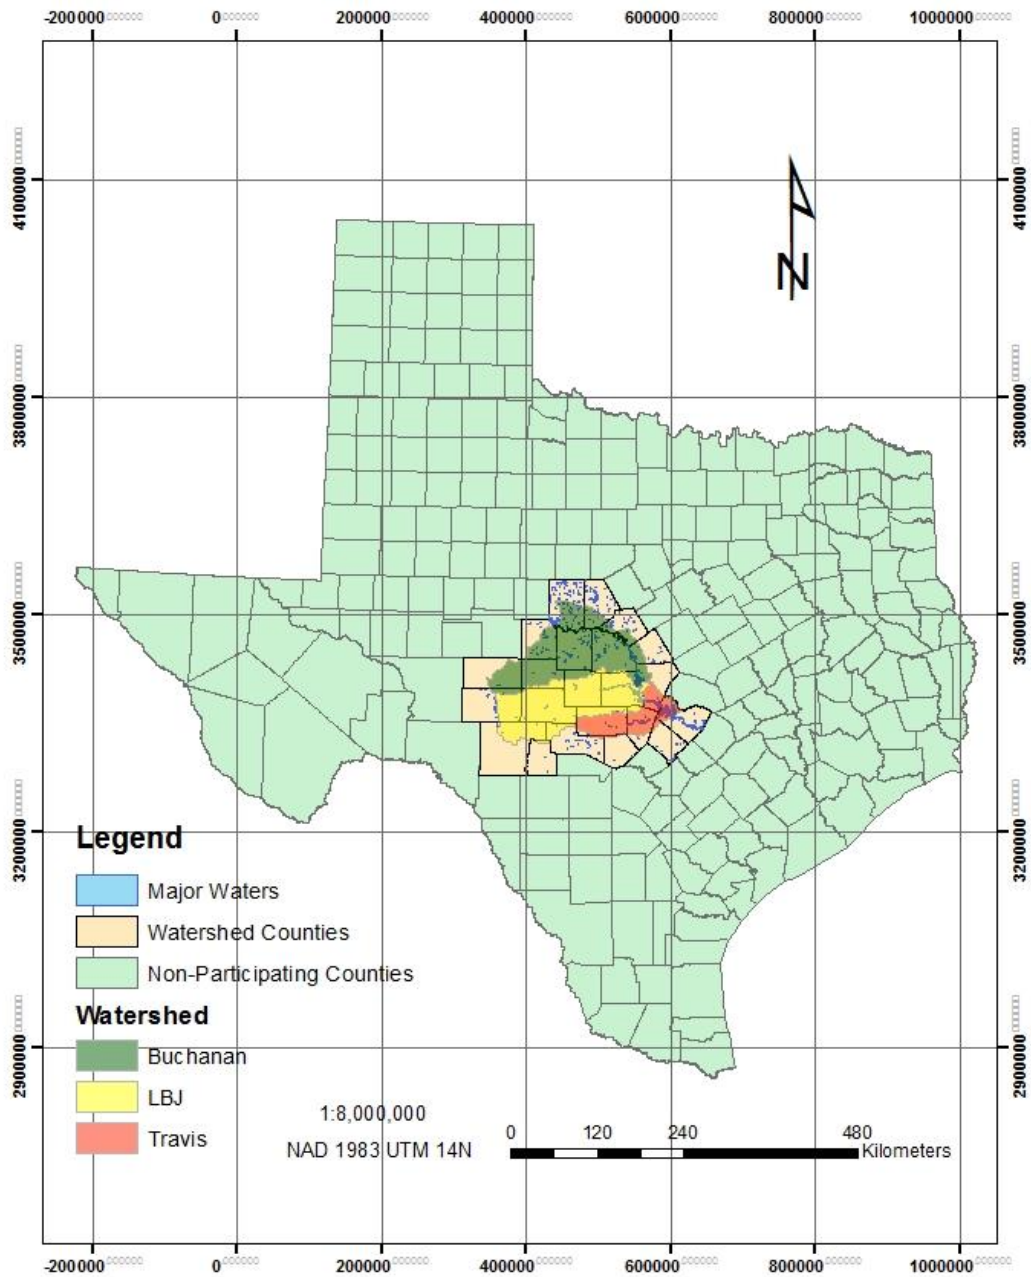 -200000 0 200000 400000 600000 800000 1000000
4100000 4100000
N
3800000 3800000
3500000 3500000
3200000 3200000
Legend
Major Waters
Watershed Counties
Non-Participating Counties
Watershed
2900000 2900000
Buchanan
LBJ
Travis
1:8,000,000
NAD 1983 UTM 14N
0 120 240 480
Kilometers
-200000 0 200000 400000 600000 800000 1000000